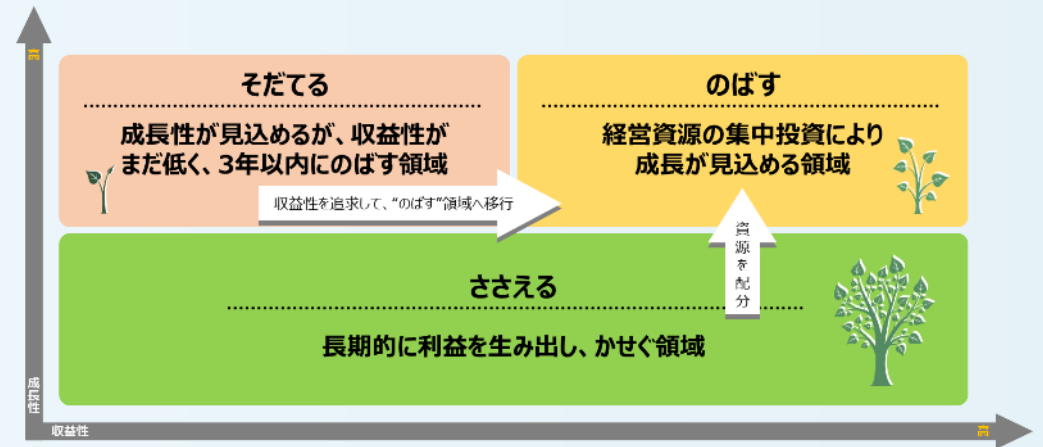 高
そだてる
成長性が見込めるが、収益性が
まだ低く、3年以内にのばす領域
のばす
経営資源の集中投資により
成長が見込める領域
収益性を追求して、“のばす”領域へ移行
資源を配分
ささえる
長期的に利益を生み出し、かせぐ領域
成長性
収益性
高